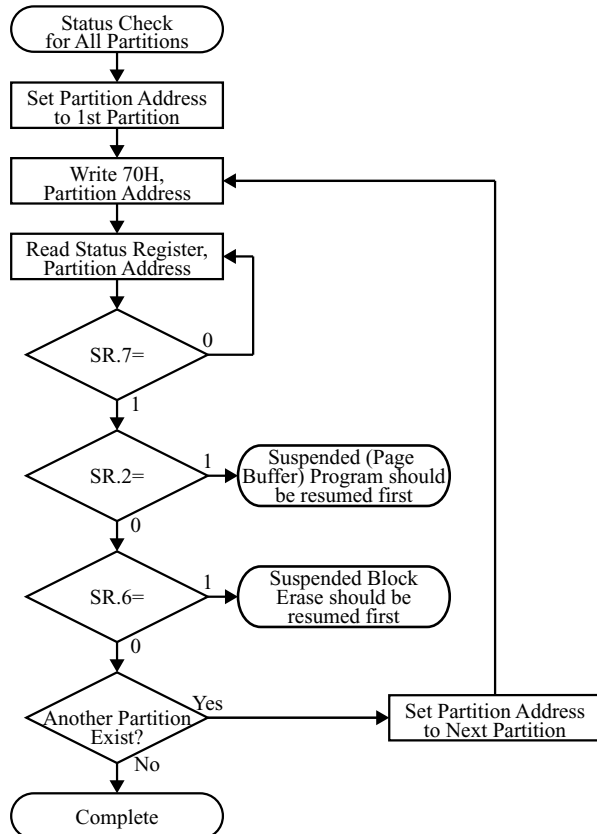 Status Check
for All Partitions
Set Partition Address
to 1st Partition
Write 70H,
Partition Address
Read Status Register,
Partition Address
SR.7=
0
1
SR.2=
1
Suspended (Page
Buffer) Program should
be resumed first
0
SR.6=
1
Suspended Block
Erase should be
resumed first
0
Another Partition
Exist?
Yes
Set Partition Address
to Next Partition
No
Complete